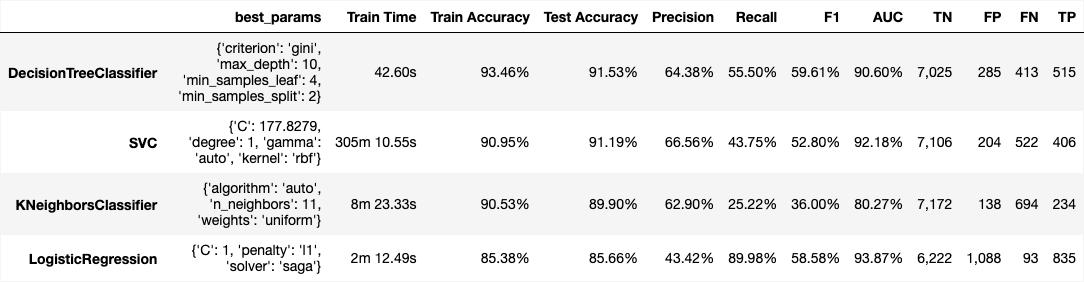 best_params Train Time Train Accuracy Test Accuracy Precision Recall F1 AUC TN FP FN TP
DecisionTreeClassifier {'criterion': 'gini', 'max_depth': 10, 'min_samples_leaf': 4, 'min_samples_split': 2} 42.60s 93.46% 91.53% 64.38% 55.50% 59.61% 90.60% 7,025 285 413 515
SVC {'C': 177.8279, 'degree': 1, 'gamma': 'auto', 'kernel': 'rbf'} 305m 10.55s 90.95% 91.19% 66.56% 43.75% 52.80% 92.18% 7,106 204 522 406
KNeighborsClassifier {'algorithm': 'auto', 'n_neighbors': 11, 'weights': 'uniform'} 8m 23.33s 90.53% 89.90% 62.90% 25.22% 36.00% 80.27% 7,172 138 694 234
LogisticRegression {'C': 1, 'penalty': 'l1', 'solver': 'saga'} 2m 12.49s 85.38% 85.66% 43.42% 89.98% 58.58% 93.87% 6,222 1,088 93 835